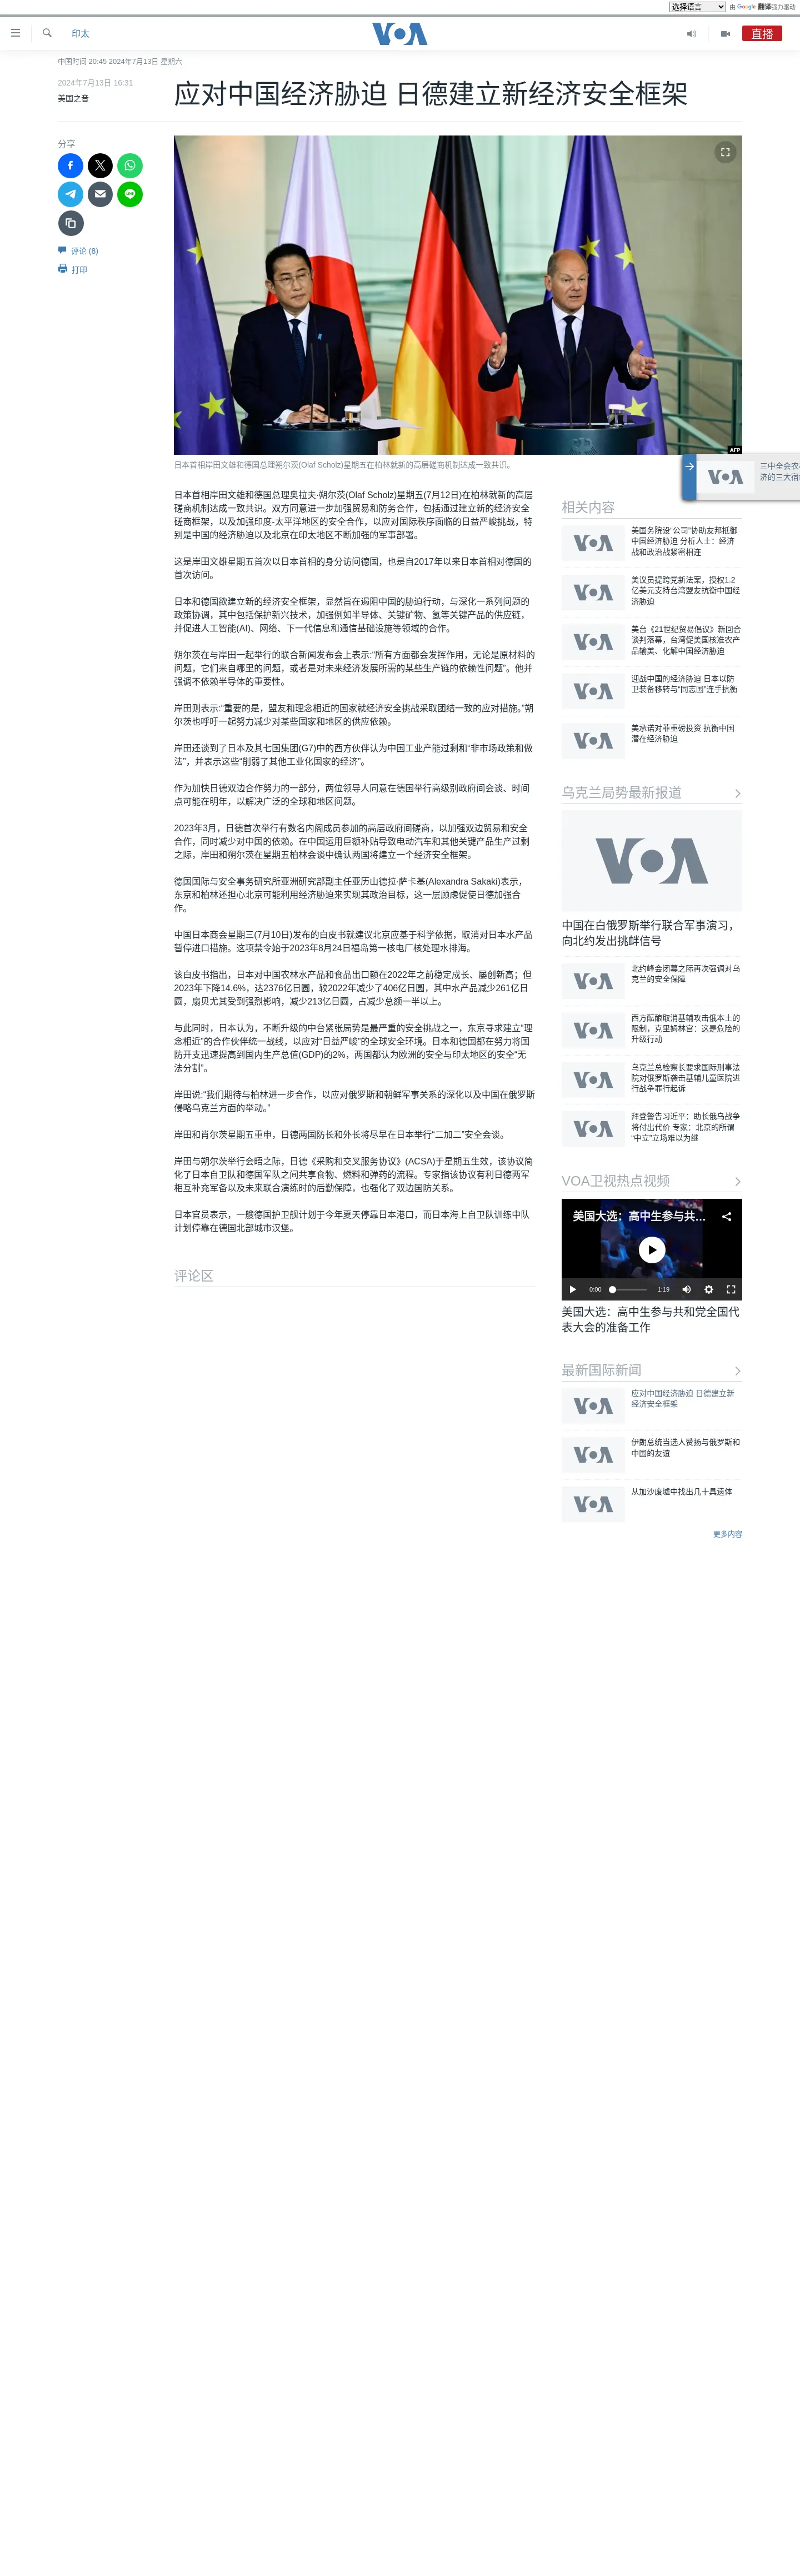 选择语言 由 Google 翻译强力驱动
印太
VOA
直播
中国时间 20:45 2024年7月13日 星期六
2024年7月13日 16:31
美国之音
应对中国经济胁迫 日德建立新经济安全框架
分享
评论 (8)
打印
AFP
日本首相岸田文雄和德国总理朔尔茨(Olaf Scholz)星期五在柏林就新的高层磋商机制达成一致共识。
日本首相岸田文雄和德国总理奥拉夫·朔尔茨(Olaf Scholz)星期五(7月12日)在柏林就新的高层
磋商机制达成一致共识。双方同意进一步加强贸易和防务合作，包括通过建立新的经济安全
磋商框架，以及加强印度-太平洋地区的安全合作，以应对国际秩序面临的日益严峻挑战，特
别是中国的经济胁迫以及北京在印太地区不断加强的军事部署。
这是岸田文雄星期五首次以日本首相的身分访问德国，也是自2017年以来日本首相对德国的
首次访问。
日本和德国欲建立新的经济安全框架，显然旨在遏阻中国的胁迫行动，与深化一系列问题的
政策协调，其中包括保护新兴技术，加强例如半导体、关键矿物、氢等关键产品的供应链，
并促进人工智能(AI)、网络、下一代信息和通信基础设施等领域的合作。
朔尔茨在与岸田一起举行的联合新闻发布会上表示:“所有方面都会发挥作用，无论是原材料的
问题，它们来自哪里的问题，或者是对未来经济发展所需的某些生产链的依赖性问题”。他并
强调不依赖半导体的重要性。
岸田则表示:“重要的是，盟友和理念相近的国家就经济安全挑战采取团结一致的应对措施。”朔
尔茨也呼吁一起努力减少对某些国家和地区的供应依赖。
岸田还谈到了日本及其七国集团(G7)中的西方伙伴认为中国工业产能过剩和“非市场政策和做
法”，并表示这些“削弱了其他工业化国家的经济”。
作为加快日德双边合作努力的一部分，两位领导人同意在德国举行高级别政府间会谈、时间
点可能在明年，以解决广泛的全球和地区问题。
2023年3月，日德首次举行有数名内阁成员参加的高层政府间磋商，以加强双边贸易和安全
合作，同时减少对中国的依赖。在中国运用巨额补贴导致电动汽车和其他关键产品生产过剩
之际，岸田和朔尔茨在星期五柏林会谈中确认两国将建立一个经济安全框架。
德国国际与安全事务研究所亚洲研究部副主任亚历山德拉·萨卡基(Alexandra Sakaki)表示，
东京和柏林还担心北京可能利用经济胁迫来实现其政治目标，这一层顾虑促使日德加强合
作。
中国日本商会星期三(7月10日)发布的白皮书就建议北京应基于科学依据，取消对日本水产品
暂停进口措施。这项禁令始于2023年8月24日福岛第一核电厂核处理水排海。
该白皮书指出，日本对中国农林水产品和食品出口额在2022年之前稳定成长、屡创新高；但
2023年下降14.6%，达2376亿日圆，较2022年减少了406亿日圆，其中水产品减少261亿日
圆，扇贝尤其受到强烈影响，减少213亿日圆，占减少总额一半以上。
与此同时，日本认为，不断升级的中台紧张局势是最严重的安全挑战之一，东京寻求建立“理
念相近”的合作伙伴统一战线，以应对“日益严峻”的全球安全环境。日本和德国都在努力将国
防开支迅速提高到国内生产总值(GDP)的2%，两国都认为欧洲的安全与印太地区的安全“无
法分割”。
岸田说:“我们期待与柏林进一步合作，以应对俄罗斯和朝鲜军事关系的深化以及中国在俄罗斯
侵略乌克兰方面的举动。”
岸田和肖尔茨星期五重申，日德两国防长和外长将尽早在日本举行“二加二”安全会谈。
岸田与朔尔茨举行会晤之际，日德《采购和交叉服务协议》(ACSA)于星期五生效，该协议简
化了日本自卫队和德国军队之间共享食物、燃料和弹药的流程。专家指该协议有利日德两军
相互补充军备以及未来联合演练时的后勤保障，也强化了双边国防关系。
日本官员表示，一艘德国护卫舰计划于今年夏天停靠日本港口，而日本海上自卫队训练中队
计划停靠在德国北部城市汉堡。
评论区
VOA
三中全会农
济的三大宿
相关内容
VOA
美国务院设“公司”协助友邦抵御
中国经济胁迫 分析人士：经济
战和政治战紧密相连
VOA
美议员提跨党新法案，授权1.2
亿美元支持台湾盟友抗衡中国经
济胁迫
VOA
美台《21世纪贸易倡议》新回合
谈判落幕，台湾促美国核准农产
品输美、化解中国经济胁迫
VOA
迎战中国的经济胁迫 日本以防
卫装备移转与“同志国”连手抗衡
VOA
美承诺对菲重磅投资 抗衡中国
潜在经济胁迫
乌克兰局势最新报道
VOA
中国在白俄罗斯举行联合军事演习，
向北约发出挑衅信号
VOA
北约峰会闭幕之际再次强调对乌
克兰的安全保障
VOA
西方酝酿取消基辅攻击俄本土的
限制，克里姆林宫：这是危险的
升级行动
VOA
乌克兰总检察长要求国际刑事法
院对俄罗斯袭击基辅儿童医院进
行战争罪行起诉
VOA
拜登警告习近平：助长俄乌战争
将付出代价 专家：北京的所谓
“中立”立场难以为继
VOA卫视热点视频
美国大选：高中生参与共...
0:00 1:19
美国大选：高中生参与共和党全国代
表大会的准备工作
最新国际新闻
VOA
应对中国经济胁迫 日德建立新
经济安全框架
VOA
伊朗总统当选人赞扬与俄罗斯和
中国的友谊
VOA
从加沙废墟中找出几十具遗体
更多内容